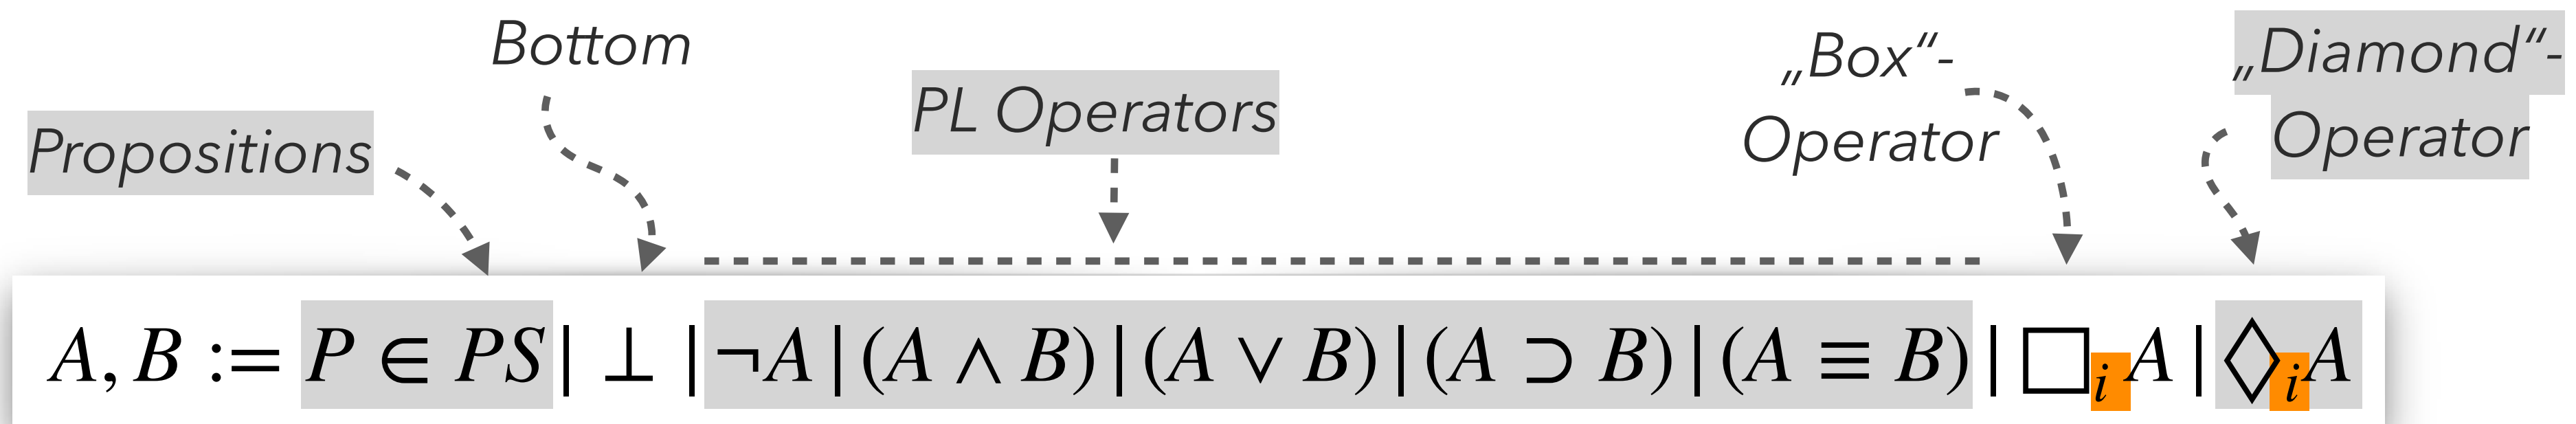 Propositions
Bottom
PL Operators
„Box“-
Operator
„Diamond“-
Operator
A, B := P ∈ PS | ⊥ | ¬A | (A ∧ B) | (A ∨ B) | (A ⊃ B) | (A ≡ B) | □ᵢA | ◇ᵢA